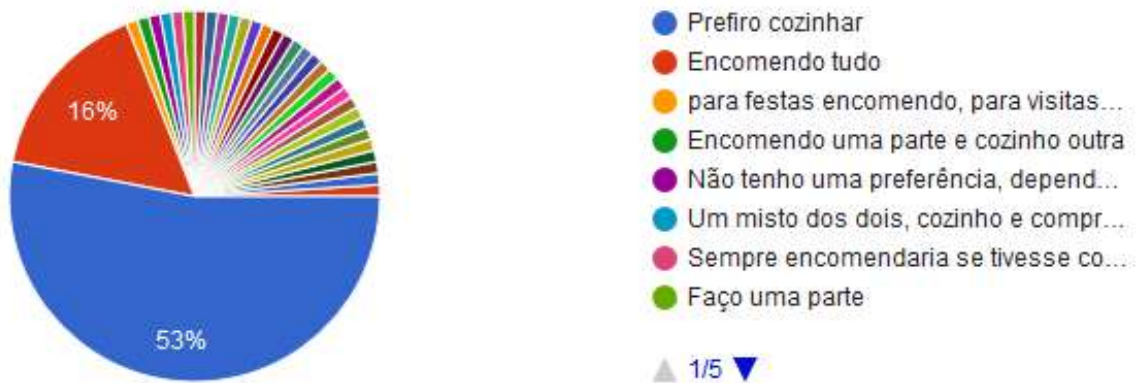 16%
53%
Prefiro cozinhar
Encomendo tudo
para festas encomendo, para visitas...
Encomendo uma parte e cozinho outra
Não tenho uma preferência, depend...
Um misto dos dois, cozinho e compr...
Sempre encomendaria se tivesse co...
Faço uma parte
1/5